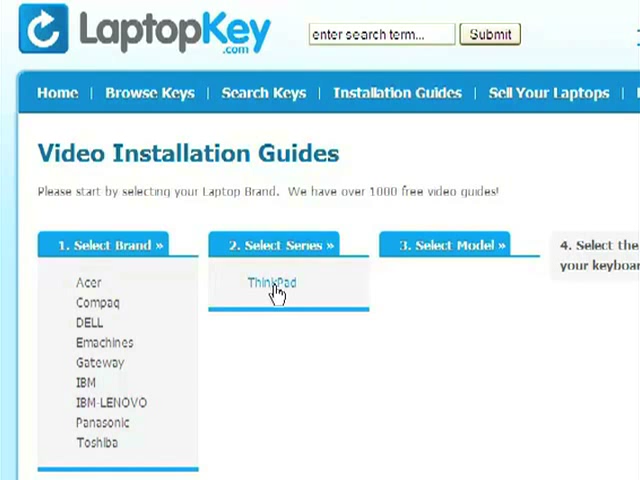 LaptopKey
.com
enter search term...
Submit
Home | Browse Keys | Search Keys | Installation Guides | Sell Your Laptops |
Video Installation Guides
Please start by selecting your Laptop Brand. We have over 1000 free video guides!
1. Select Brand »
2. Select Series »
3. Select Model »
4. Select the
your keyboar
Acer
Compaq
DELL
Emachines
Gateway
IBM
IBM-LENOVO
Panasonic
Toshiba
ThinkPad